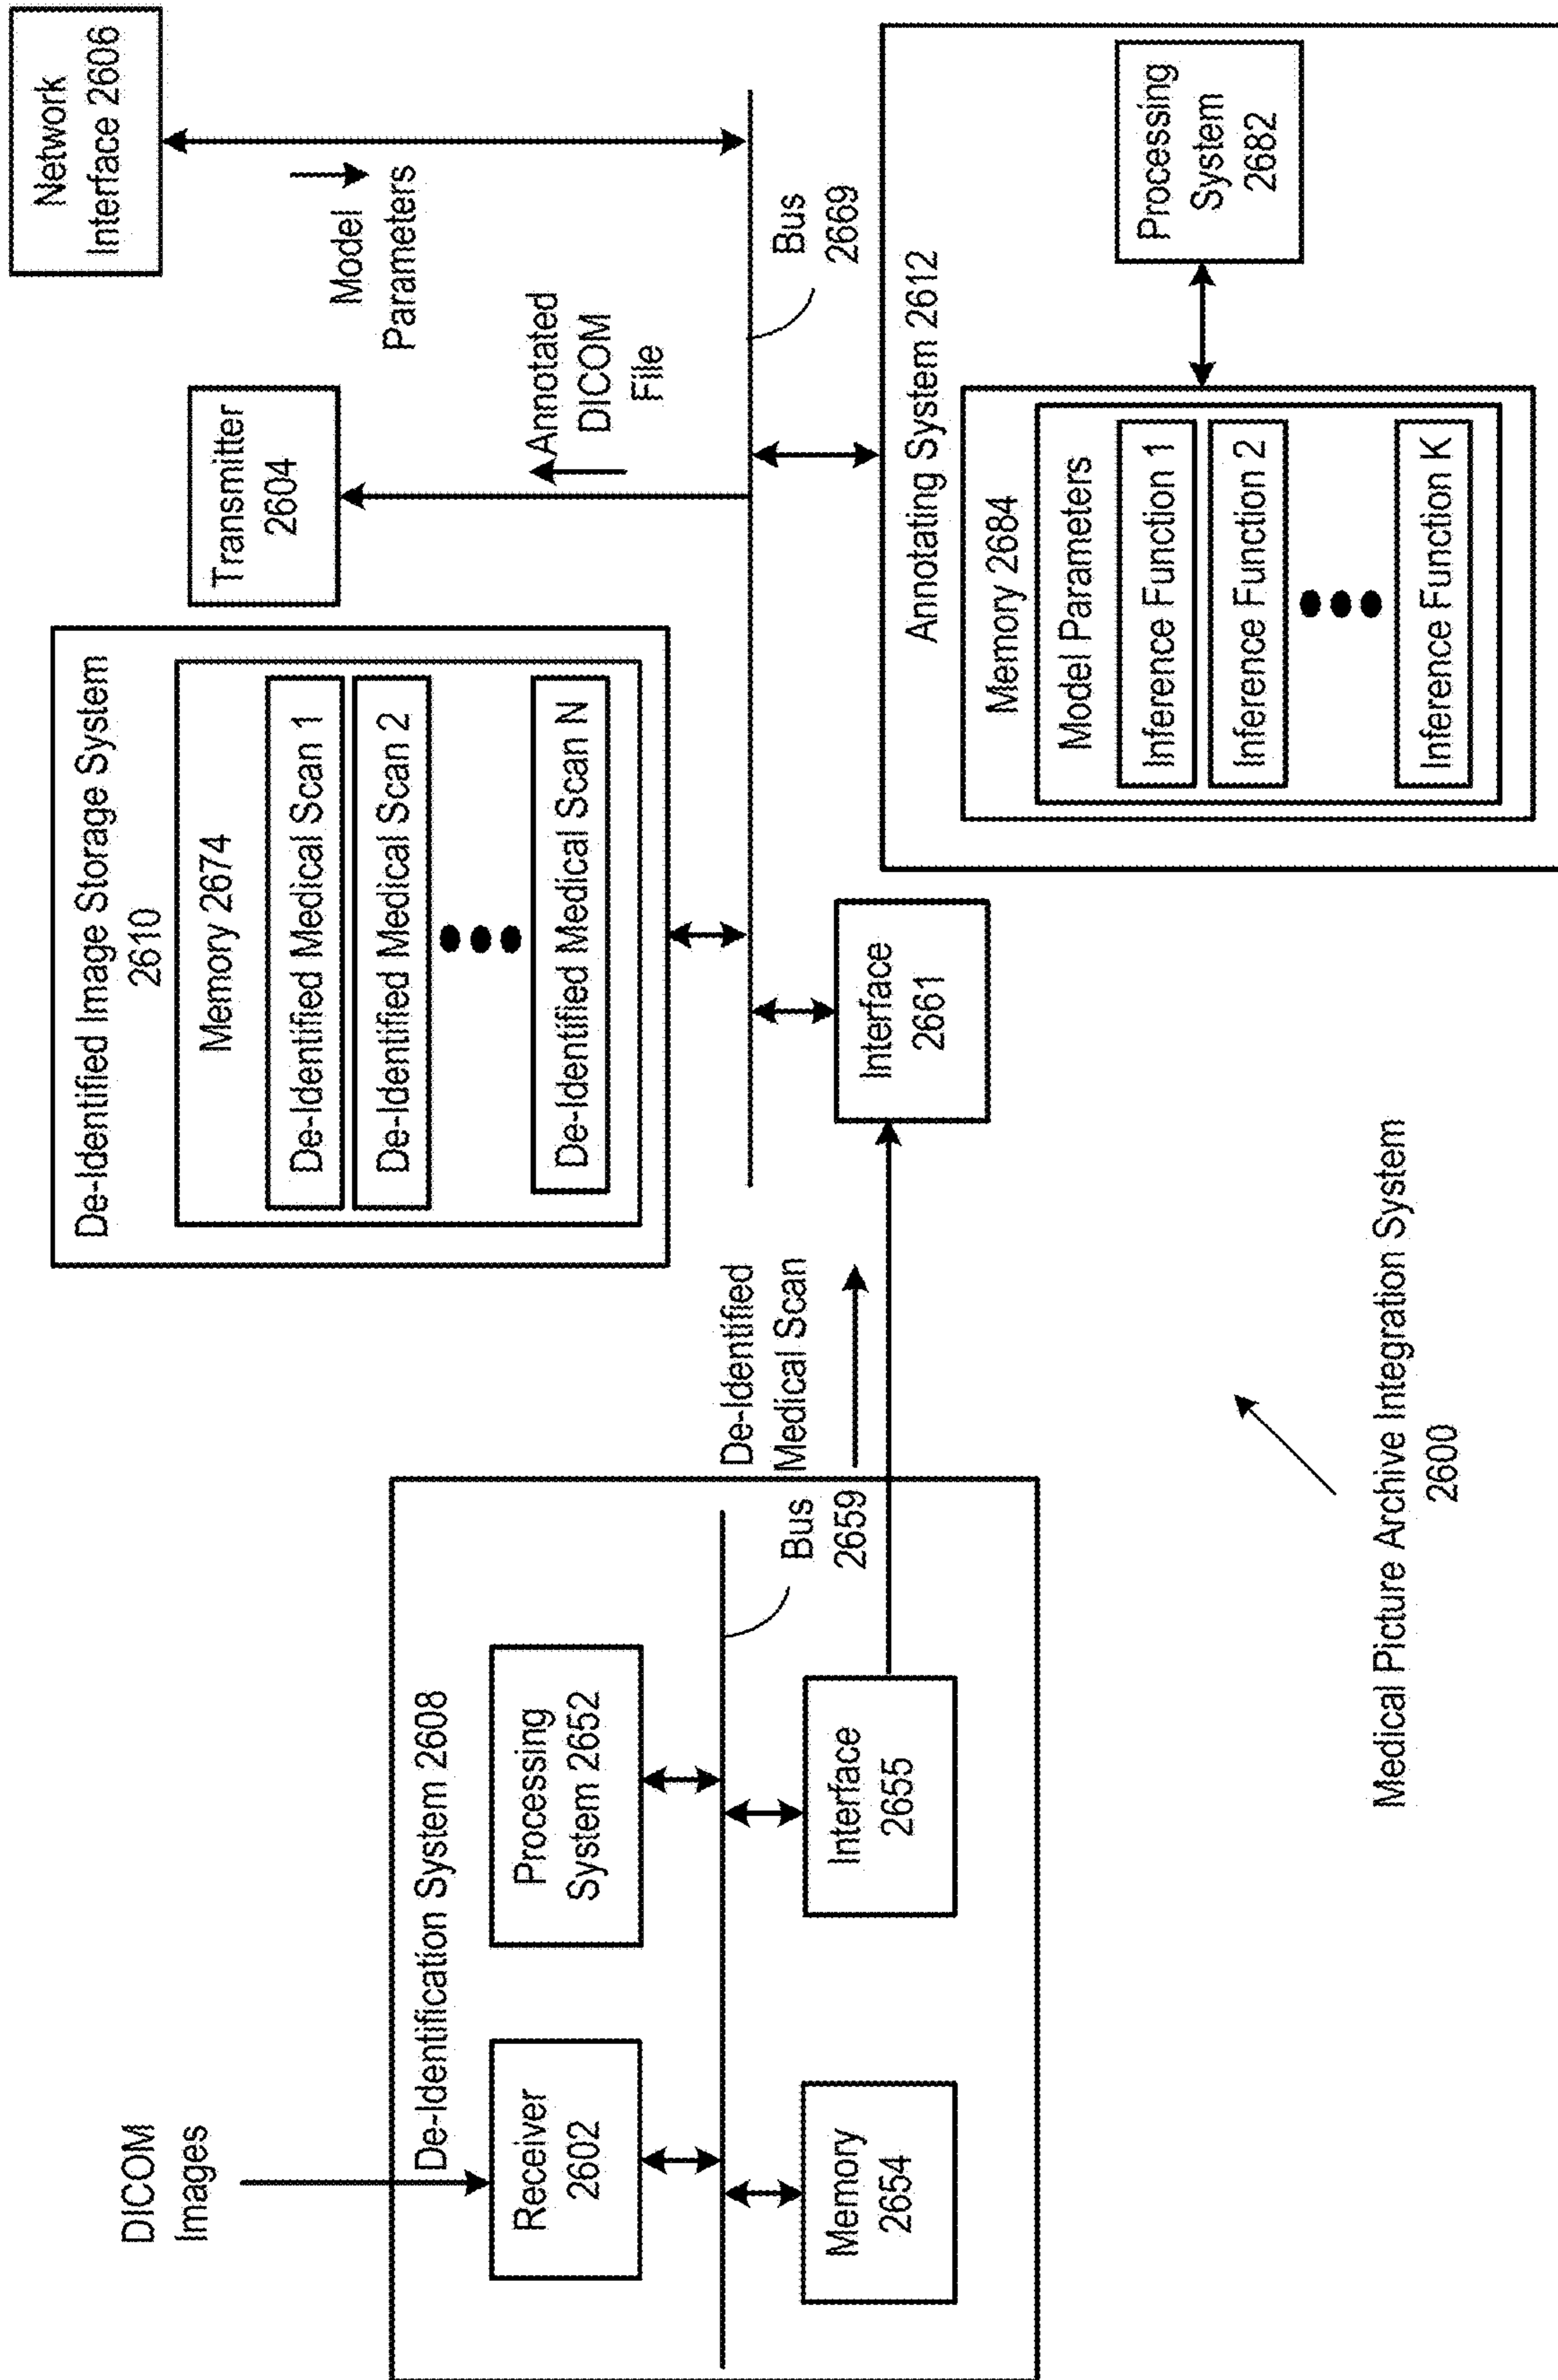 DICOM
Images
De-Identification System 2608
Receiver
2602
Processing
System 2652
Bus
2659
Memory
2654
Interface
2655
De-Identified
Medical Scan
De-Identified Image Storage System
2610
Memory 2674
De-Identified Medical Scan 1
De-Identified Medical Scan 2
De-Identified Medical Scan N
Interface
2661
Transmitter
2604
Annotated
DICOM
File
Network
Interface 2606
Model
Parameters
Bus
2669
Annotating System 2612
Memory 2684
Model Parameters
Inference Function 1
Inference Function 2
Inference Function K
Processing
System
2682
Medical Picture Archive Integration System
2600